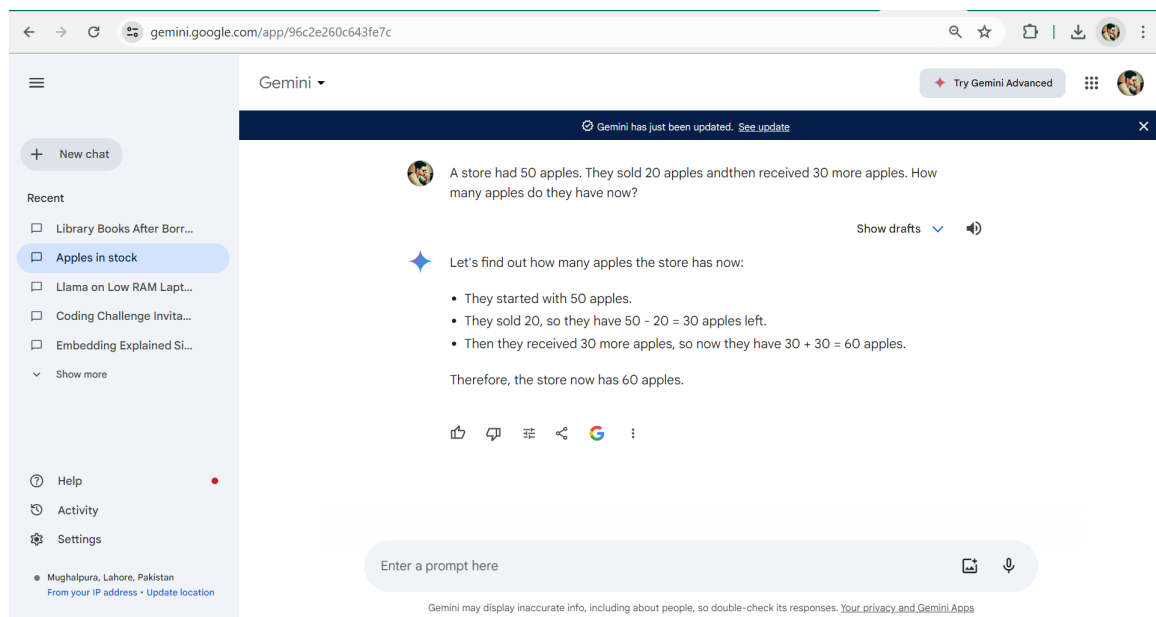 gemini.google.com/app/96c2e260c643fe7c
Gemini
Try Gemini Advanced
Gemini has just been updated. See update
New chat
Recent
Library Books After Borr...
Apples in stock
Llama on Low RAM Lapt...
Coding Challenge Invita...
Embedding Explained Si...
Show more
Help
Activity
Settings
Mughalpura, Lahore, Pakistan
From your IP address • Update location
A store had 50 apples. They sold 20 apples andthen received 30 more apples. How
many apples do they have now?
Show drafts
Let's find out how many apples the store has now:
• They started with 50 apples.
• They sold 20, so they have 50 - 20 = 30 apples left.
• Then they received 30 more apples, so now they have 30 + 30 = 60 apples.
Therefore, the store now has 60 apples.
Enter a prompt here
Gemini may display inaccurate info, including about people, so double-check its responses. Your privacy and Gemini Apps